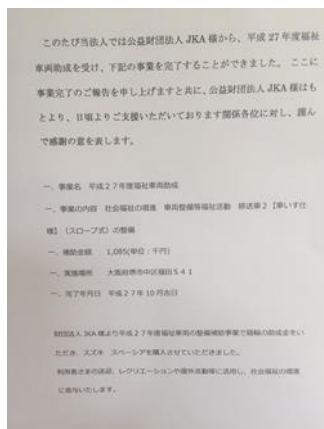 このたび当法人では公益財団法人 JKA 様から、平成 27 年度福祉
車両助成を受け、下記の事業を完了することができました。 ここに
事業完了のご報告を申し上げますと共に、公益財団法人 JKA 様はも
とより、日頃よりご支援いただいております関係各位に対し、謹ん
で感謝の意を表します。
一、事業名 平成27年度福祉車両助成
一、事業の内容 社会福祉の増進 車両整備等福祉活動 移送車2【車いす仕
様】(スロープ式)の整備
一、補助金額 1,085(単位:千円)
一、実施場所 大阪府堺市中区福田541
一、完了年月日 平成27年10月吉日
財団法人 JKA 様より平成27年度福祉車両の整備補助事業で競輪の助成金をい
ただき、スズキ スペーシアを購入させていただきました。
利用者さまの送迎、レクリエーションや園外活動等に活用し、社会福祉の増進
に寄与いたします。